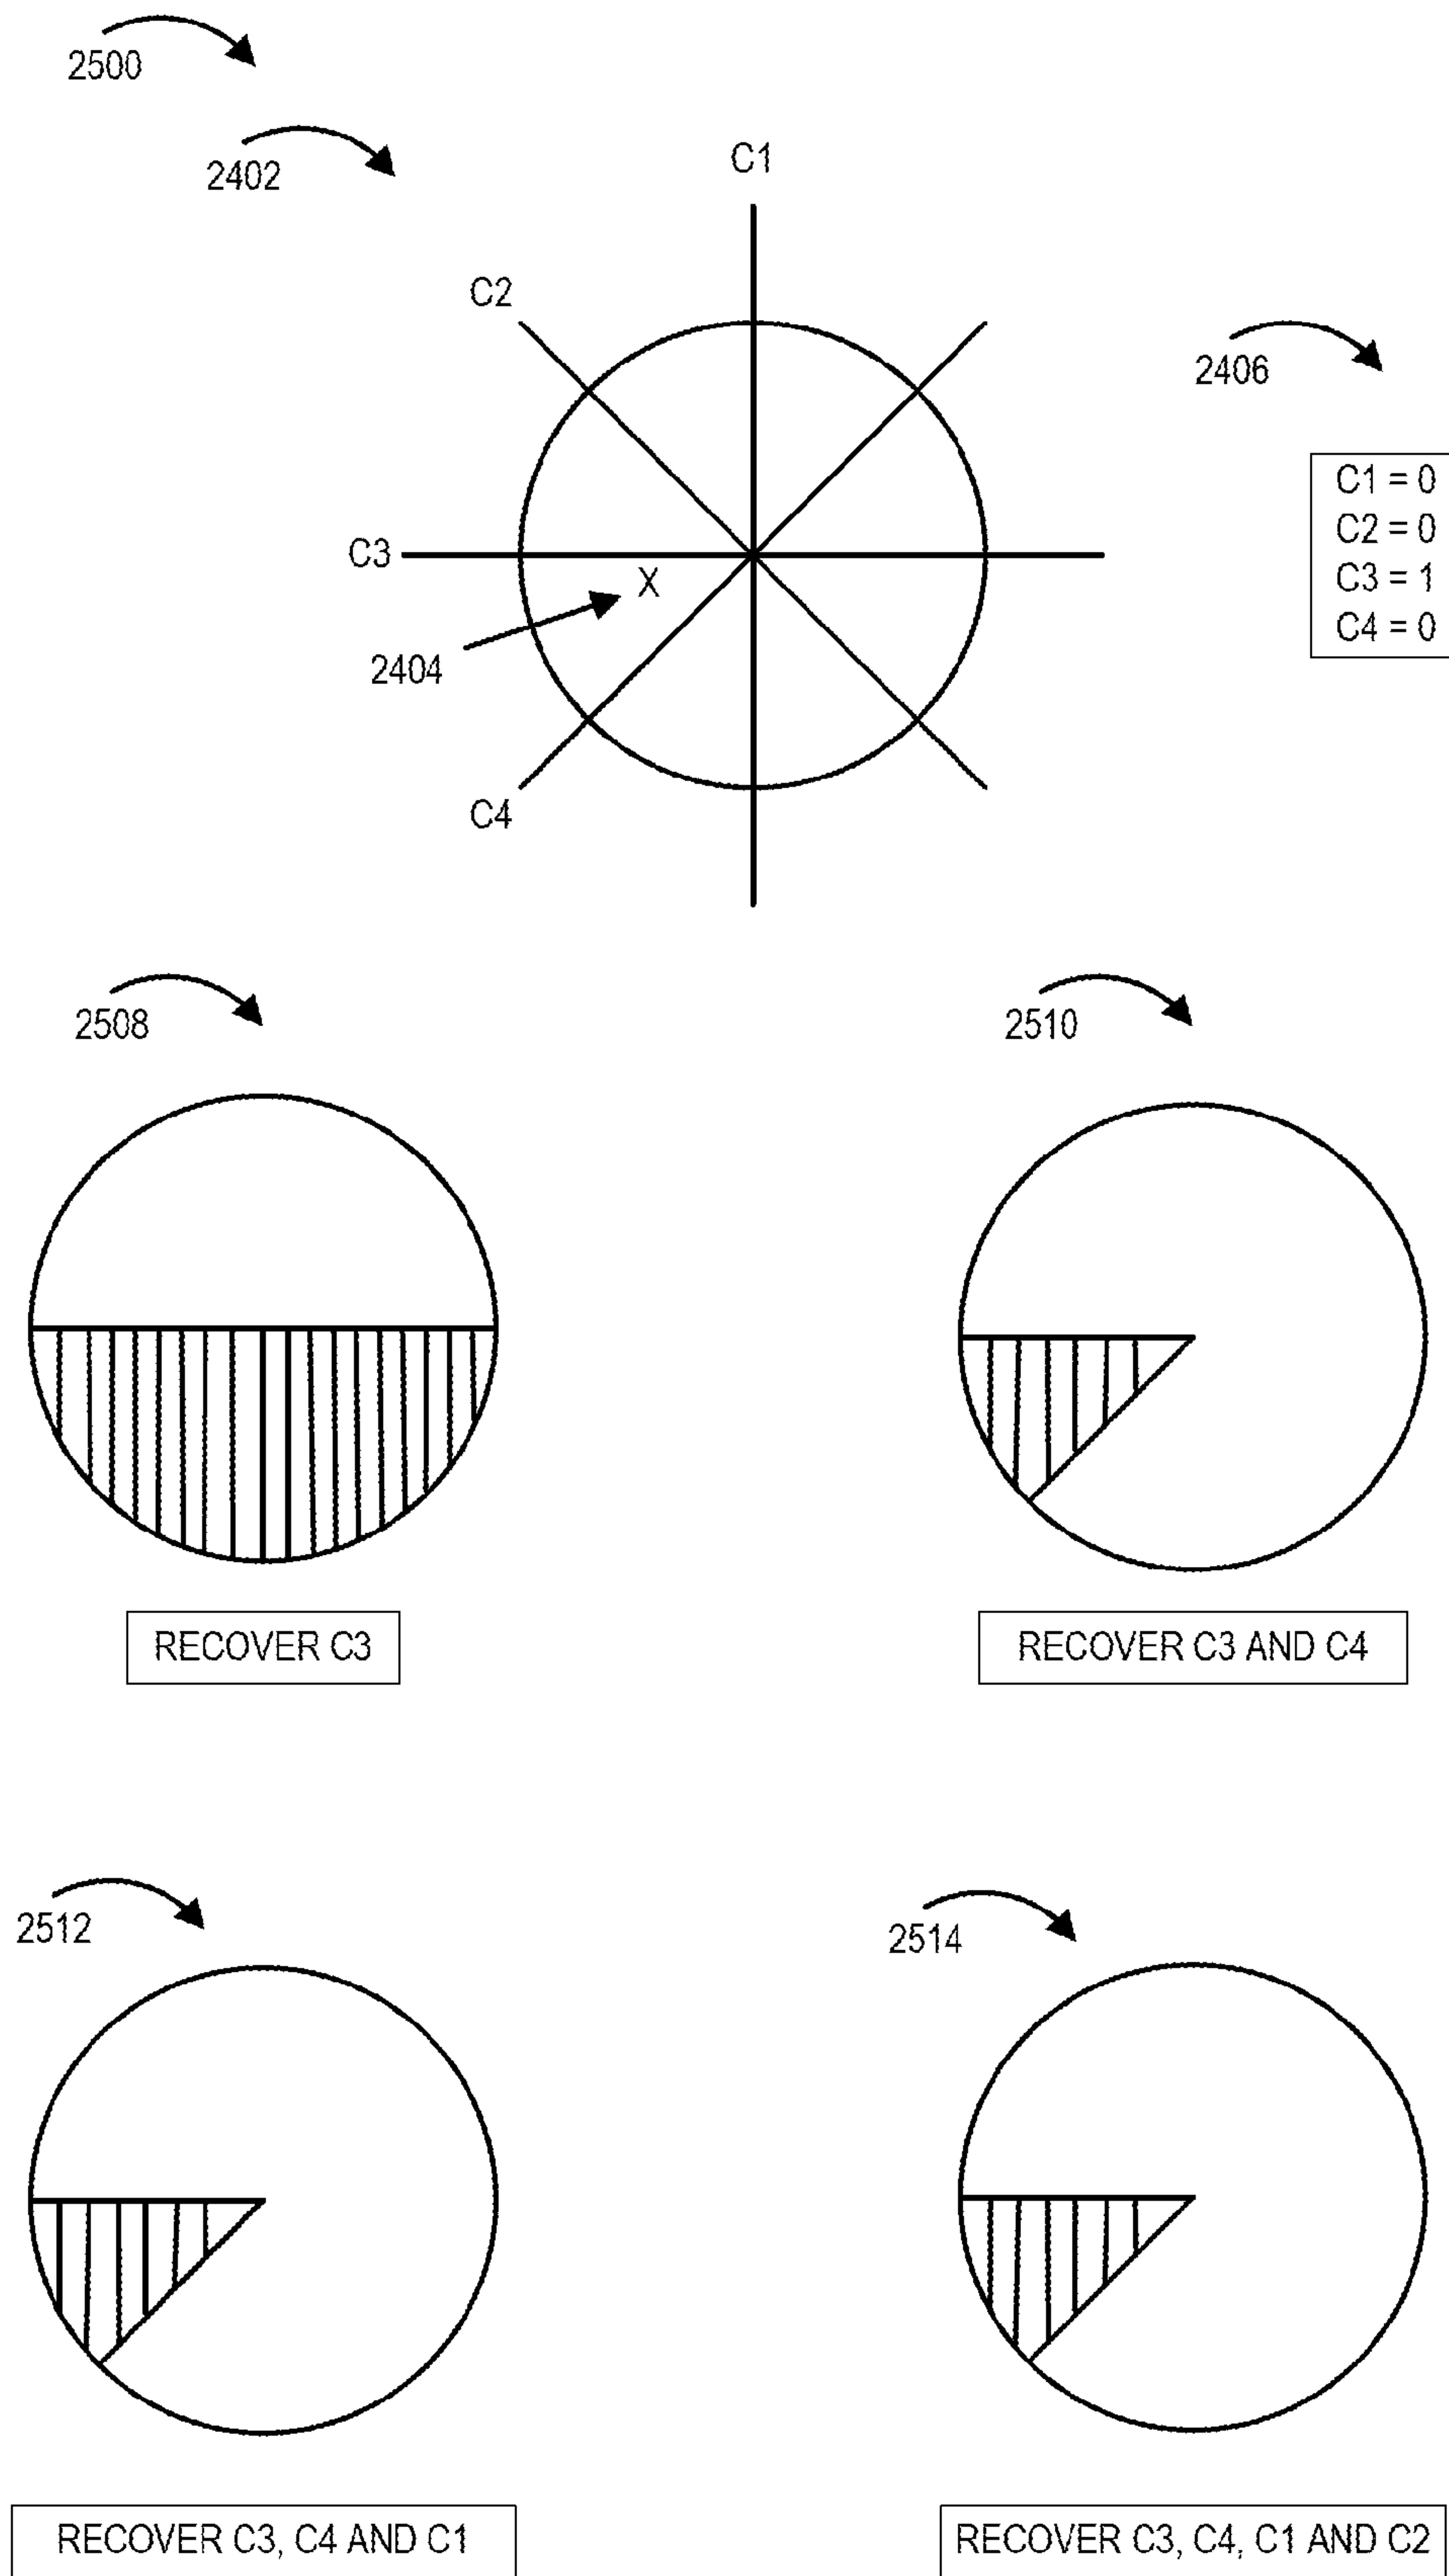 2500
2402
C1
C2
2406
C1 = 0
C2 = 0
C3 = 1
C4 = 0
C3
X
2404
C4
2508
2510
RECOVER C3
RECOVER C3 AND C4
2512
2514
RECOVER C3, C4 AND C1
RECOVER C3, C4, C1 AND C2